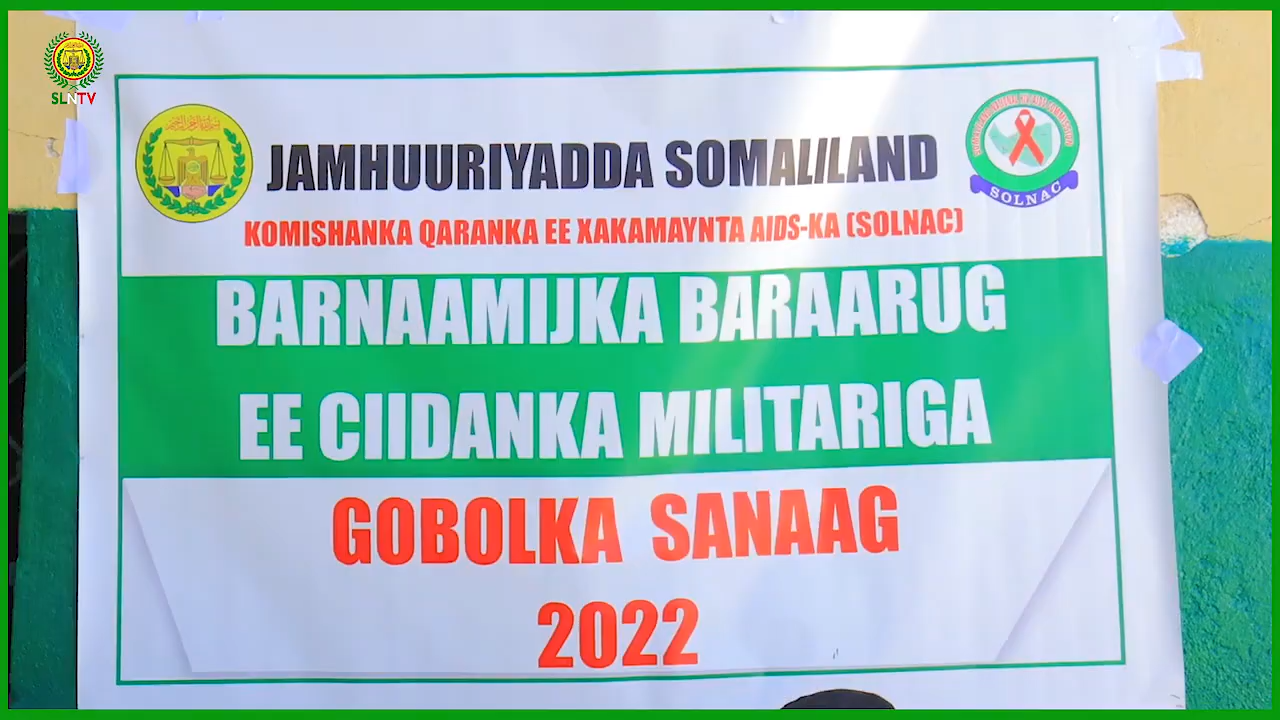 SLNTV
JAMHUURIYADDA SOMALILAND
KOMISHANKA QARANKA EE XAKAMAYNTA AIDS-KA (SOLNAC)
SOLNAC
BARNAAMIJKA BARAARUG
EE CIIDANKA MILITARIGA
GOBOLKA SANAAG
2022